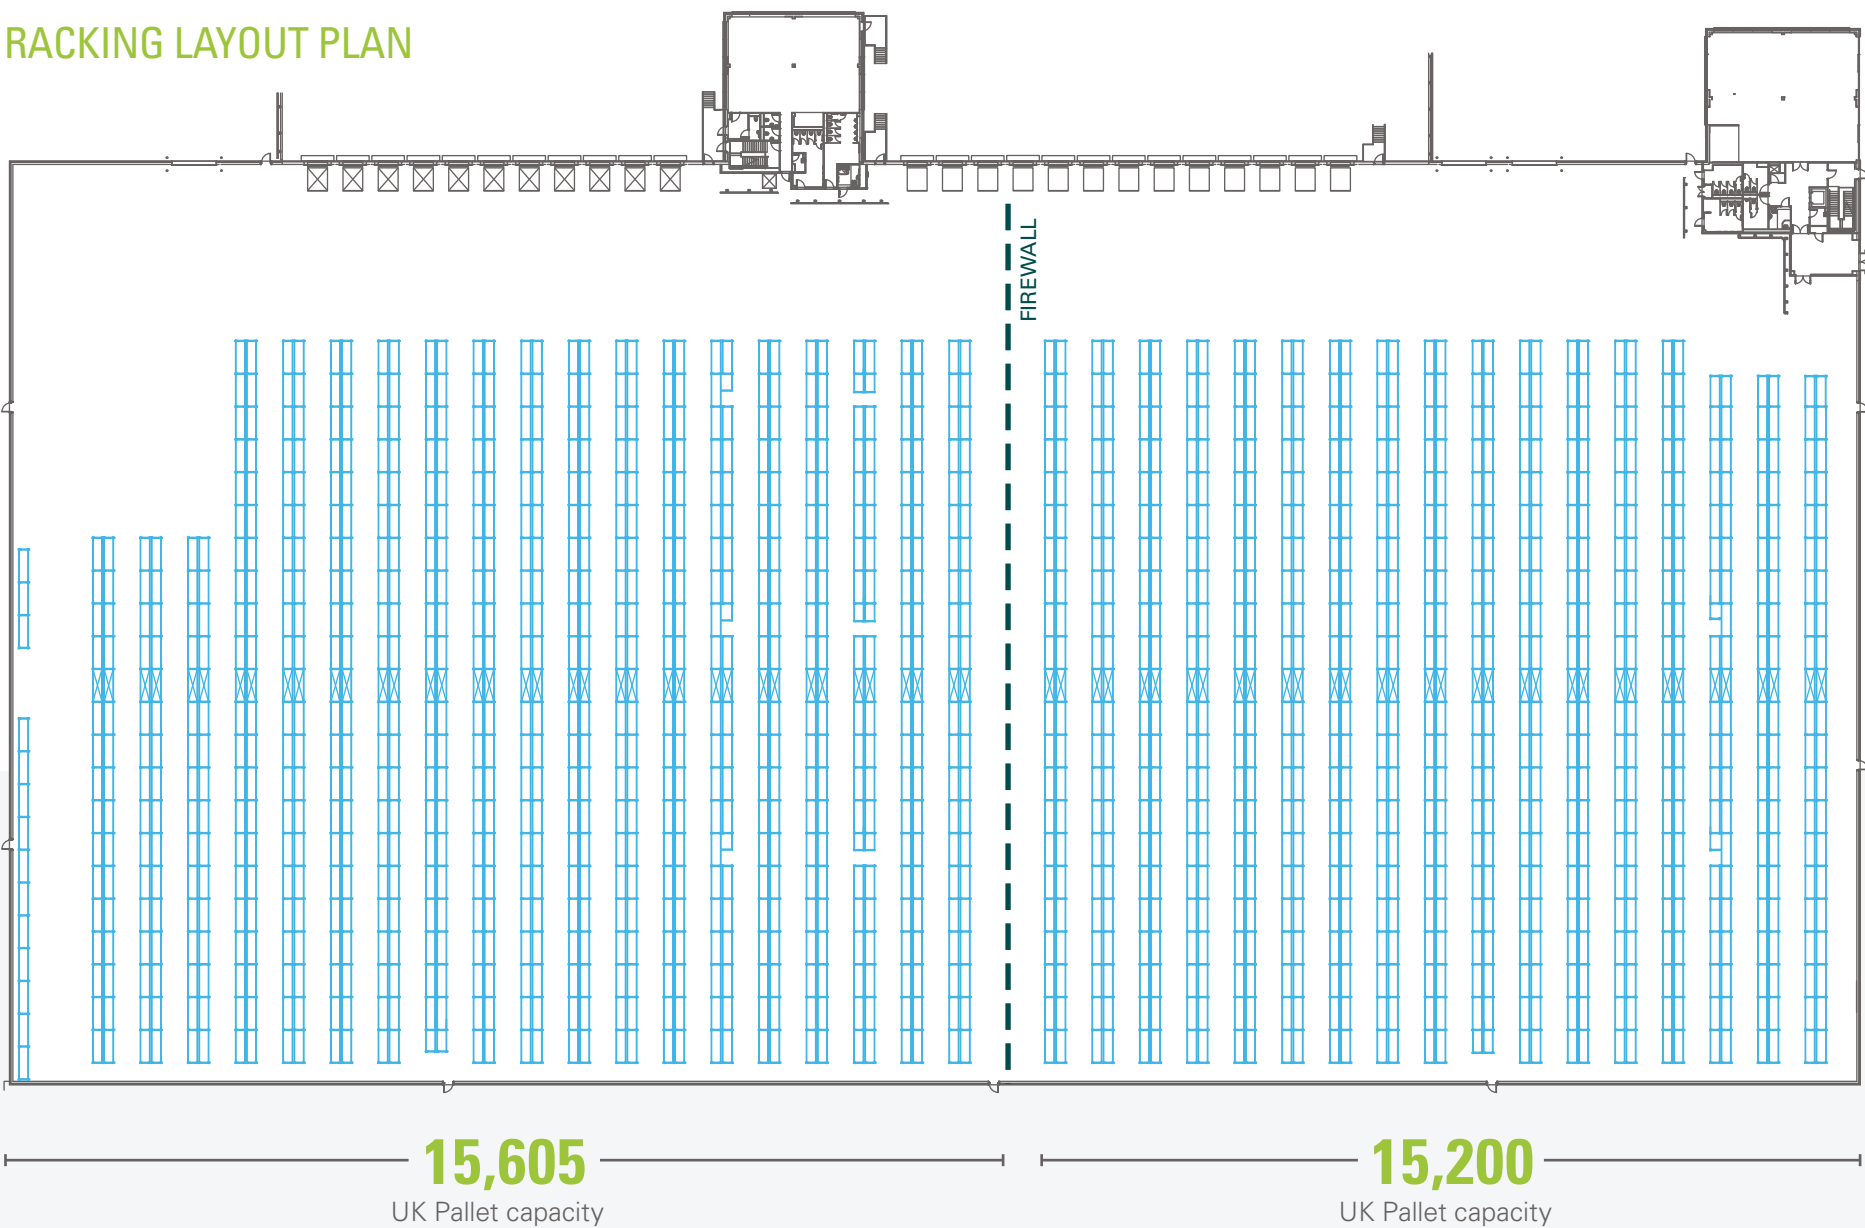 RACKING LAYOUT PLAN
FIREWALL
15,605
UK Pallet capacity
15,200
UK Pallet capacity